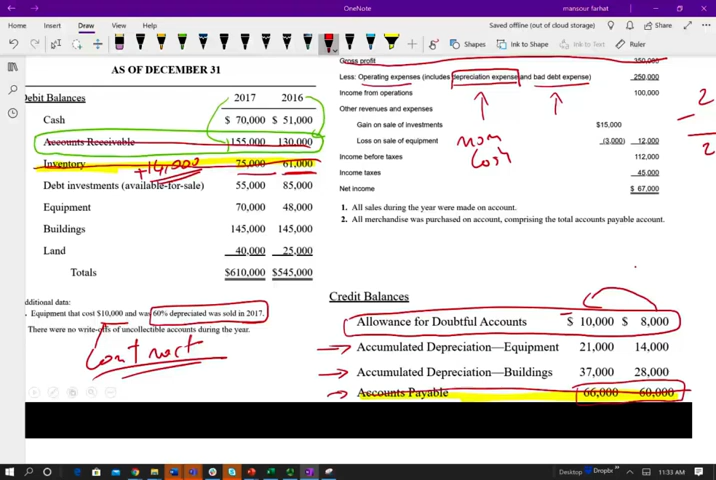 OneNote
mansour farhat
Home Insert Draw View Help
Saved offline (out of cloud storage)
Share
Shapes
Ink to Shape
Ink to Text
Ruler
AS OF DECEMBER 31
ebit Balances 2017 2016
Cash $ 70,000 $ 51,000
Accounts Receivable 155,000 130,000
Inventory 75,000 61,000
+14,000
Debt investments (available-for-sale) 55,000 85,000
Equipment 70,000 48,000
Buildings 145,000 145,000
Land 40,000 25,000
Totals $610,000 $545,000
dditional data:
. Equipment that cost $10,000 and was 60% depreciated was sold in 2017.
There were no write-offs of uncollectible accounts during the year.
contract
Gross profit 350,000
Less: Operating expenses (includes depreciation expense and bad debt expense) 250,000
Income from operations 100,000
Other revenues and expenses
Gain on sale of investments $15,000
Loss on sale of equipment (3,000) 12,000
Income before taxes 112,000
Income taxes 45,000
Net income $ 67,000
non
cash
1. All sales during the year were made on account.
2. All merchandise was purchased on account, comprising the total accounts payable account.
2
2
Credit Balances
Allowance for Doubtful Accounts $ 10,000 $ 8,000
Accumulated Depreciation—Equipment 21,000 14,000
Accumulated Depreciation—Buildings 37,000 28,000
Accounts Payable 66,000 60,000
Desktop
11:33 AM